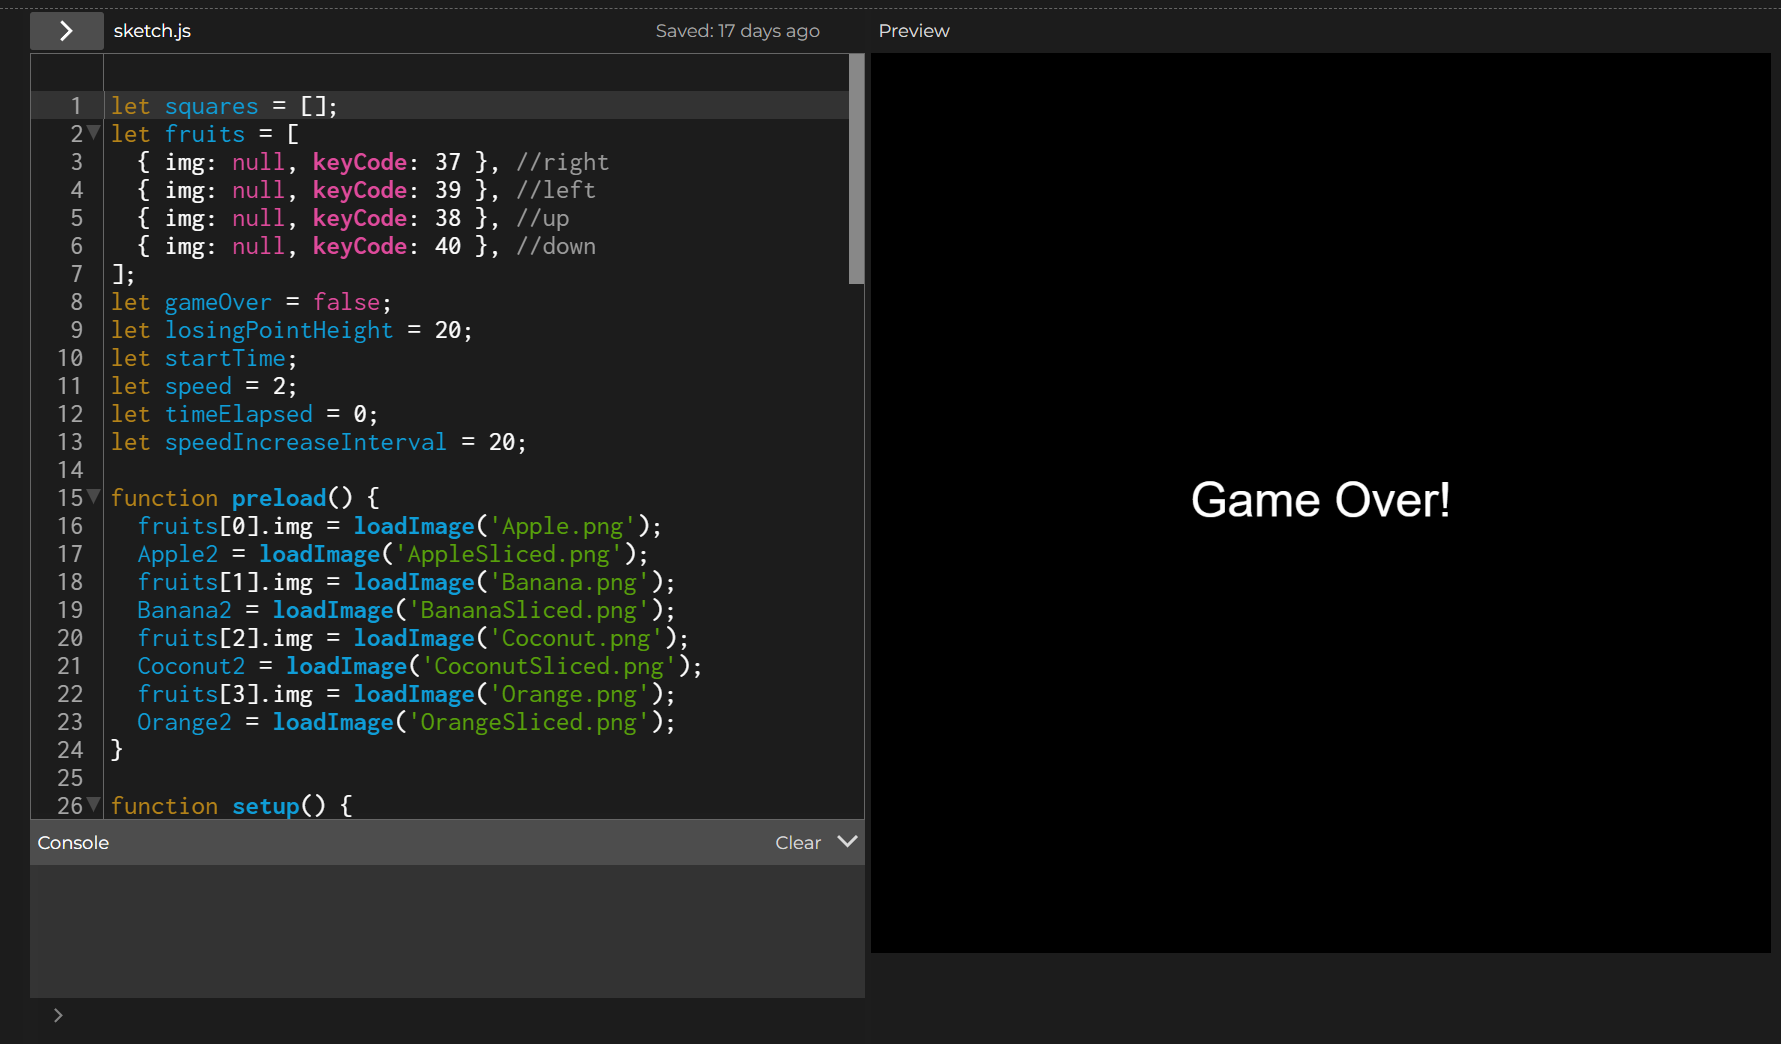 sketch.js
Saved: 17 days ago
Preview
1 let squares = [];
2 let fruits = [
3   { img: null, keyCode: 37 }, //right
4   { img: null, keyCode: 39 }, //left
5   { img: null, keyCode: 38 }, //up
6   { img: null, keyCode: 40 }, //down
7 ];
8 let gameOver = false;
9 let losingPointHeight = 20;
10 let startTime;
11 let speed = 2;
12 let timeElapsed = 0;
13 let speedIncreaseInterval = 20;
14
15 function preload() {
16   fruits[0].img = loadImage('Apple.png');
17   Apple2 = loadImage('AppleSliced.png');
18   fruits[1].img = loadImage('Banana.png');
19   Banana2 = loadImage('BananaSliced.png');
20   fruits[2].img = loadImage('Coconut.png');
21   Coconut2 = loadImage('CoconutSliced.png');
22   fruits[3].img = loadImage('Orange.png');
23   Orange2 = loadImage('OrangeSliced.png');
24 }
25
26 function setup() {
Console
Clear
Game Over!